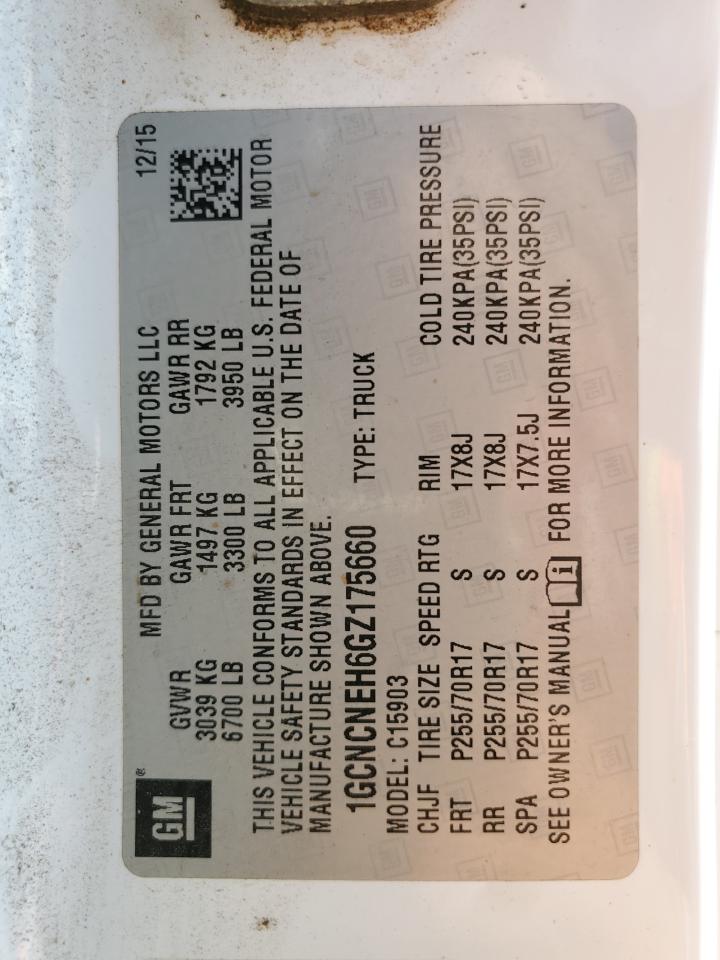 GM®
MFD BY GENERAL MOTORS LLC 12/15
GVWR GAWR FRT GAWR RR
3039 KG 1497 KG 1792 KG
6700 LB 3300 LB 3950 LB
THIS VEHICLE CONFORMS TO ALL APPLICABLE U.S. FEDERAL MOTOR
VEHICLE SAFETY STANDARDS IN EFFECT ON THE DATE OF
MANUFACTURE SHOWN ABOVE.
1GCNCNEH6GZ175660 TYPE: TRUCK
MODEL: C15903
CHJF TIRE SIZE SPEED RTG RIM COLD TIRE PRESSURE
FRT P255/70R17 S 17X8J 240KPA(35PSI)
RR P255/70R17 S 17X8J 240KPA(35PSI)
SPA P255/70R17 S 17X7.5J 240KPA(35PSI)
SEE OWNER'S MANUAL i FOR MORE INFORMATION.